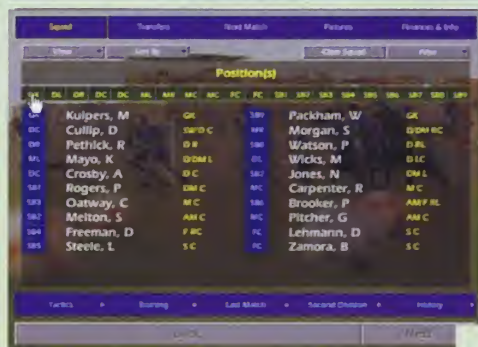 Squad Transfers Next Match Fixtures Finances & Info
View Sort By Clear Squad
Position(s)
GK DL DR DC DC ML MR MC MC FC FC SB1 SB2 SB3 SB4 SB5 SB6 SB7 SB8 SB9
GK Kuipers, M GK SB9 Packham, W GK
DC Cullip, D SW/D C MR Morgan, S D/DM RC
DR Pethick, R D R SB8 Watson, P D RL
ML Mayo, K D/DM L DL Wicks, M D LC
DC Crosby, A D C SB7 Jones, N DM L
SB1 Rogers, P DM C MC Carpenter, R M C
SB3 Oatway, C M C SB6 Brooker, P AM/F RL
SB2 Melton, S AM C MC Pitcher, G AM C
SB4 Freeman, D F RC FC Lehmann, D S C
SB5 Steele, L S C FC Zamora, B S C
Tactics Training Last Match Second Division History
Next